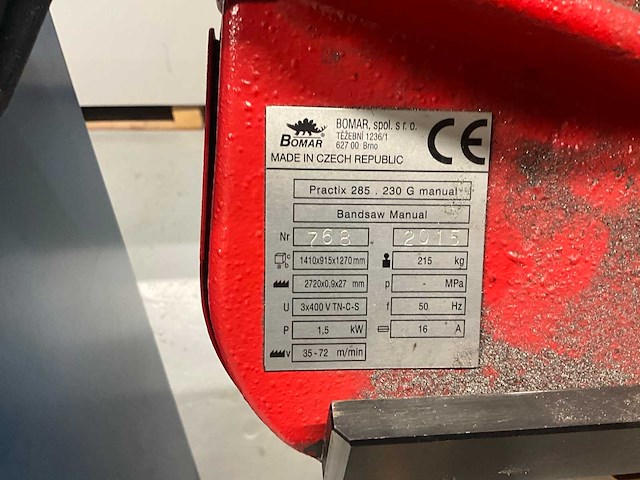 BOMAR
BOMAR, spol. s r. o.
TĚŽEBNÍ 1236/1
627 00 Brno
CE
MADE IN CZECH REPUBLIC
Practix 285 . 230 G manual
Bandsaw Manual
Nr 768 . 2015
c a b 1410x915x1270 mm 215 kg
2720x0,9x27 mm p - MPa
U 3x400 V TN-C-S f 50 Hz
P 1,5 kW 16 A
v 35-72 m/min